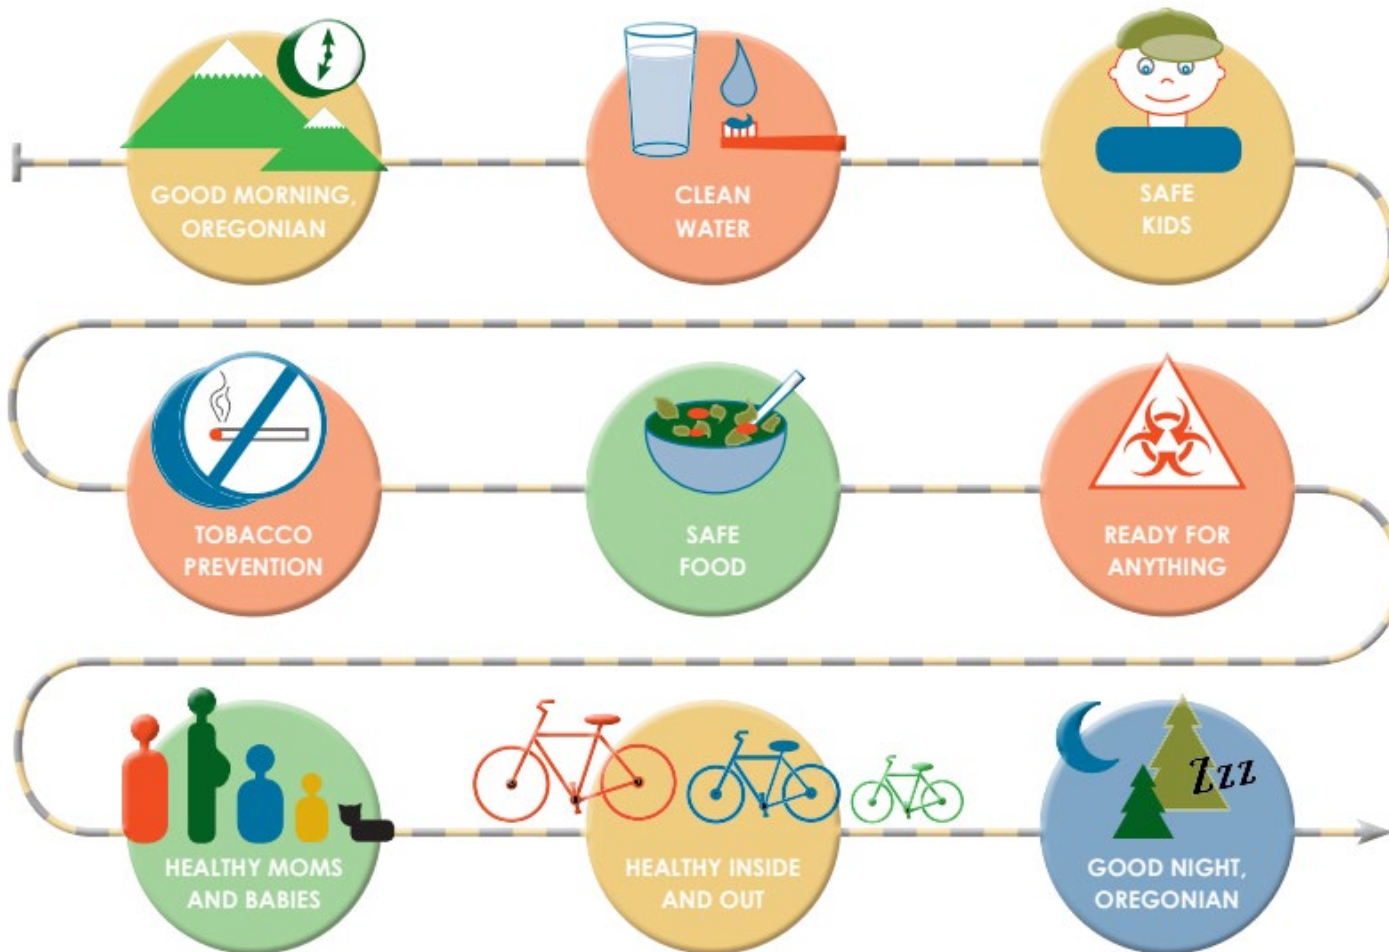 GOOD MORNING,
OREGONIAN
CLEAN
WATER
SAFE
KIDS
TOBACCO
PREVENTION
SAFE
FOOD
READY FOR
ANYTHING
HEALTHY MOMS
AND BABIES
HEALTHY INSIDE
AND OUT
Zzz
GOOD NIGHT,
OREGONIAN